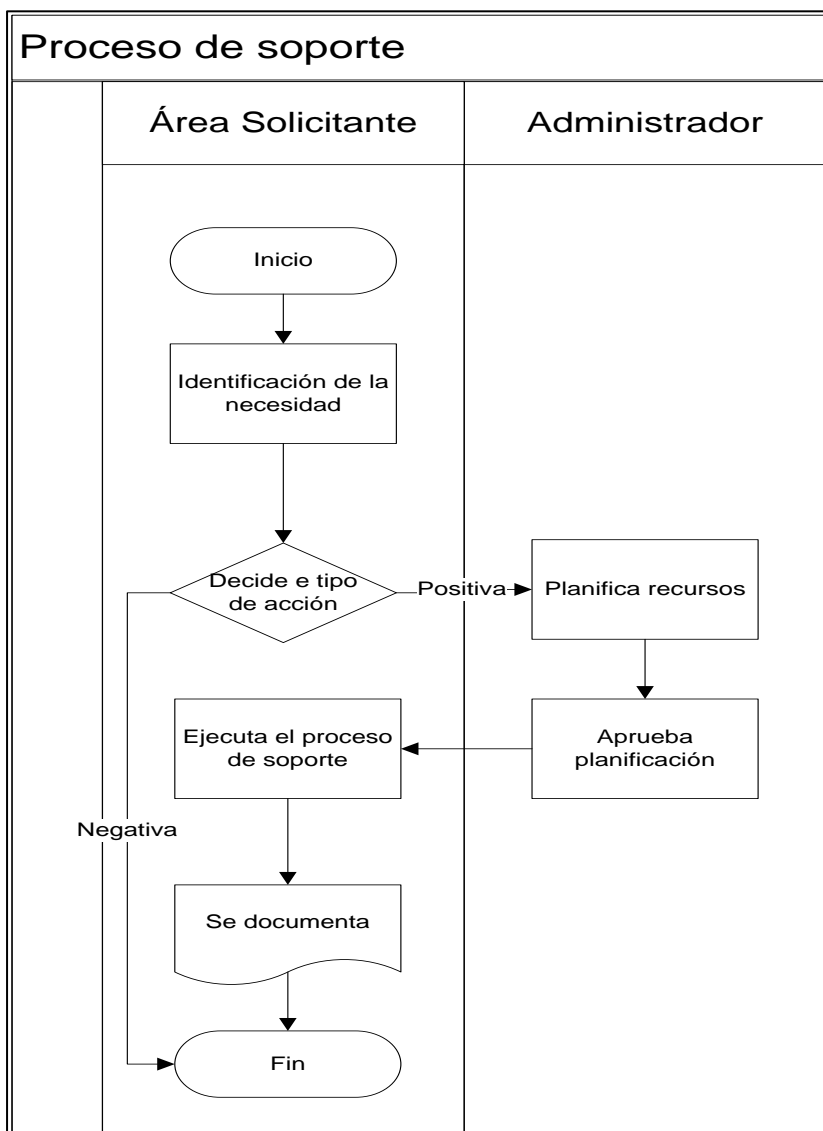 Proceso de soporte
Área Solicitante
Administrador
Inicio
Identificación de la
necesidad
Decide e tipo
de acción
Positiva
Planifica recursos
Ejecuta el proceso
de soporte
Aprueba
planificación
Negativa
Se documenta
Fin